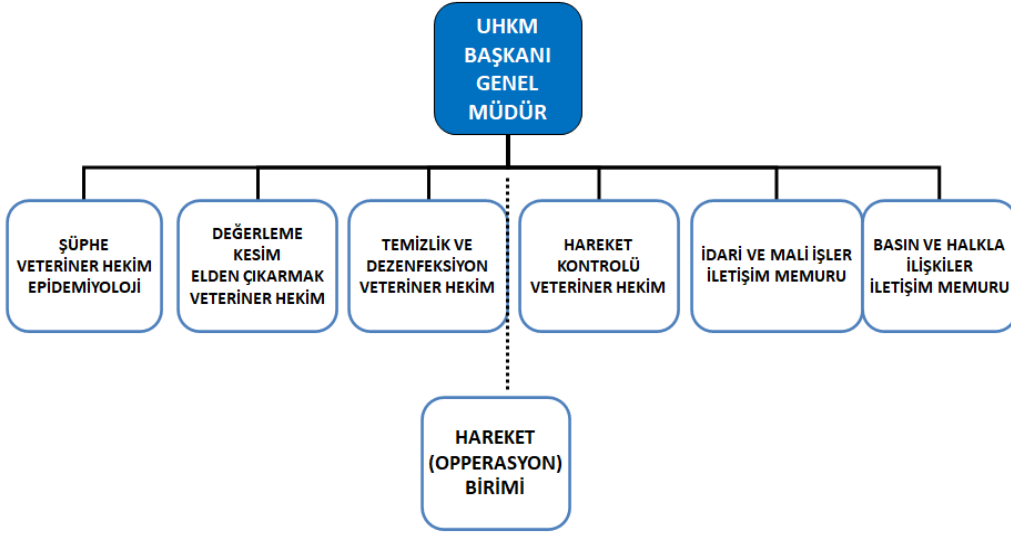 UHKM
BAŞKANI
GENEL
MÜDÜR
ŞÜPHE
VETERİNER HEKİM
EPİDEMİYOLOJİ
DEĞERLEME
KESİM
ELDEN ÇIKARMAK
VETERİNER HEKİM
TEMİZLİK VE
DEZENFEKSİYON
VETERİNER HEKİM
HAREKET
KONTROLÜ
VETERİNER HEKİM
İDARİ VE MALİ İŞLER
İLETİŞİM MEMURU
BASIN VE HALKLA
İLİŞKİLER
İLETİŞİM MEMURU
HAREKET
(OPPERASYON)
BİRİMİ